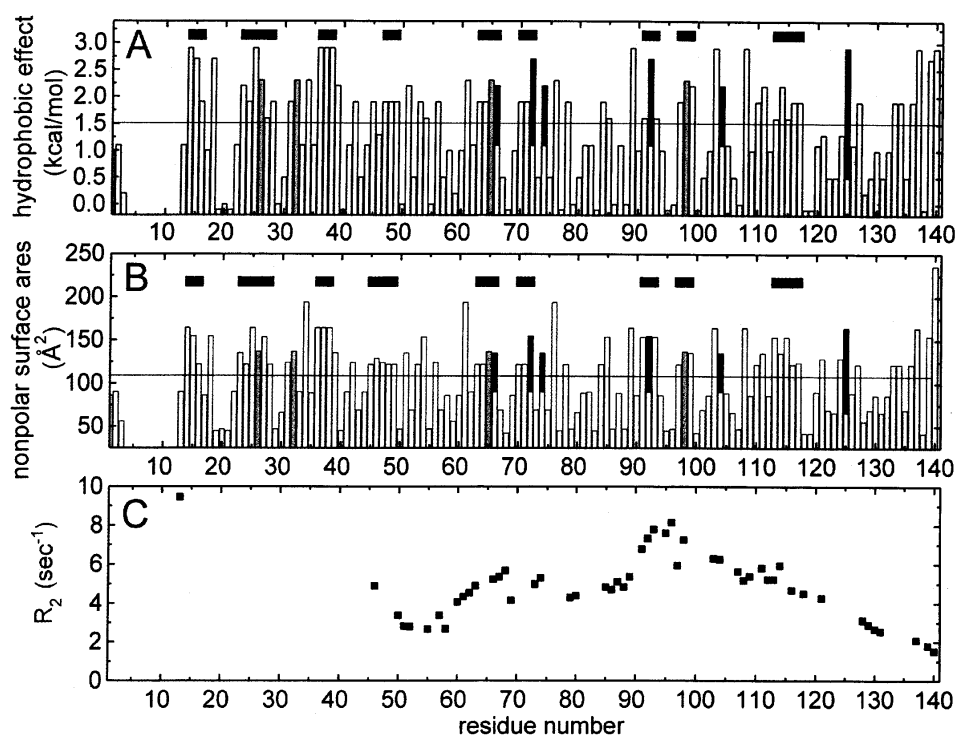 A
hydrophobic effect
(kcal/mol)
3.0
2.5
2.0
1.5
1.0
0.5
0.0
10 20 30 40 50 60 70 80 90 100 110 120 130 140
B
nonpolar surface ares
(Å2)
250
200
150
100
50
10 20 30 40 50 60 70 80 90 100 110 120 130 140
C
R2 (sec-1)
10
8
6
4
2
0
10 20 30 40 50 60 70 80 90 100 110 120 130 140
residue number